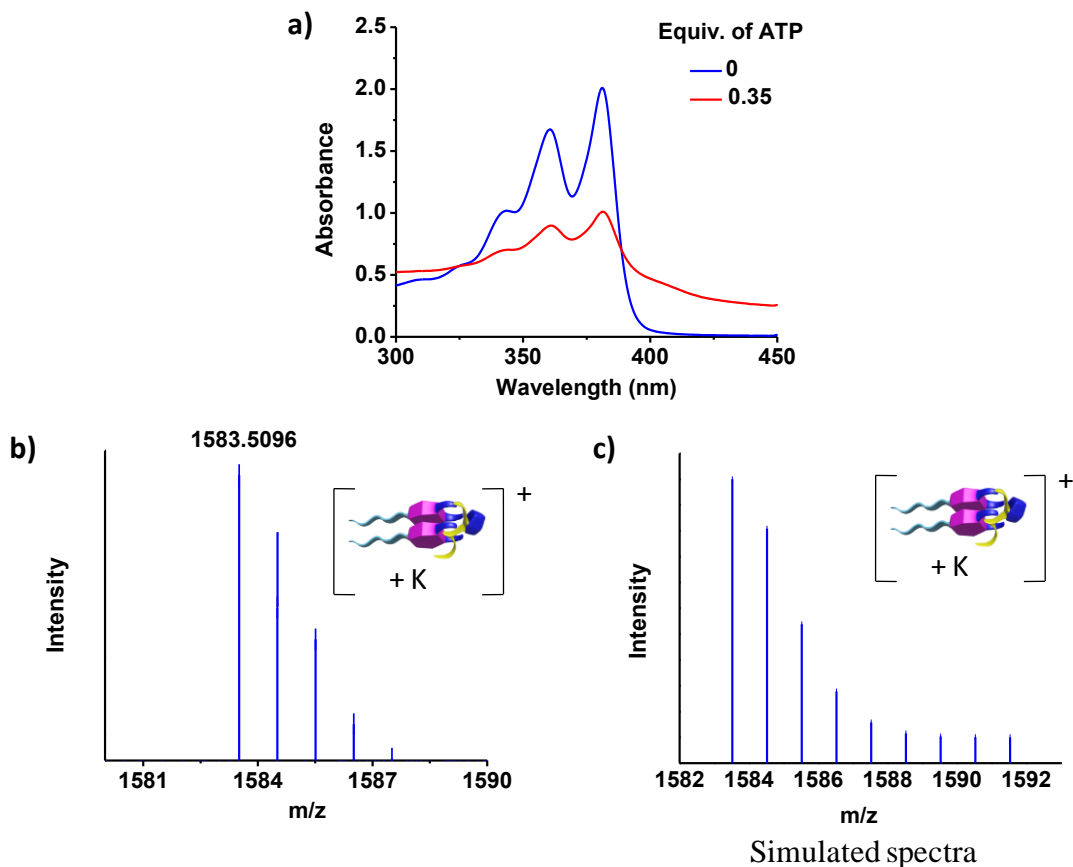 a)
Equiv. of ATP
0
0.35
2.5
2.0
1.5
1.0
0.5
0.0
Absorbance
300 350 400 450
Wavelength (nm)
b)
1583.5096
+
+ K
Intensity
1581 1584 1587 1590
m/z
c)
+
+ K
Intensity
1582 1584 1586 1588 1590 1592
m/z
Simulated spectra